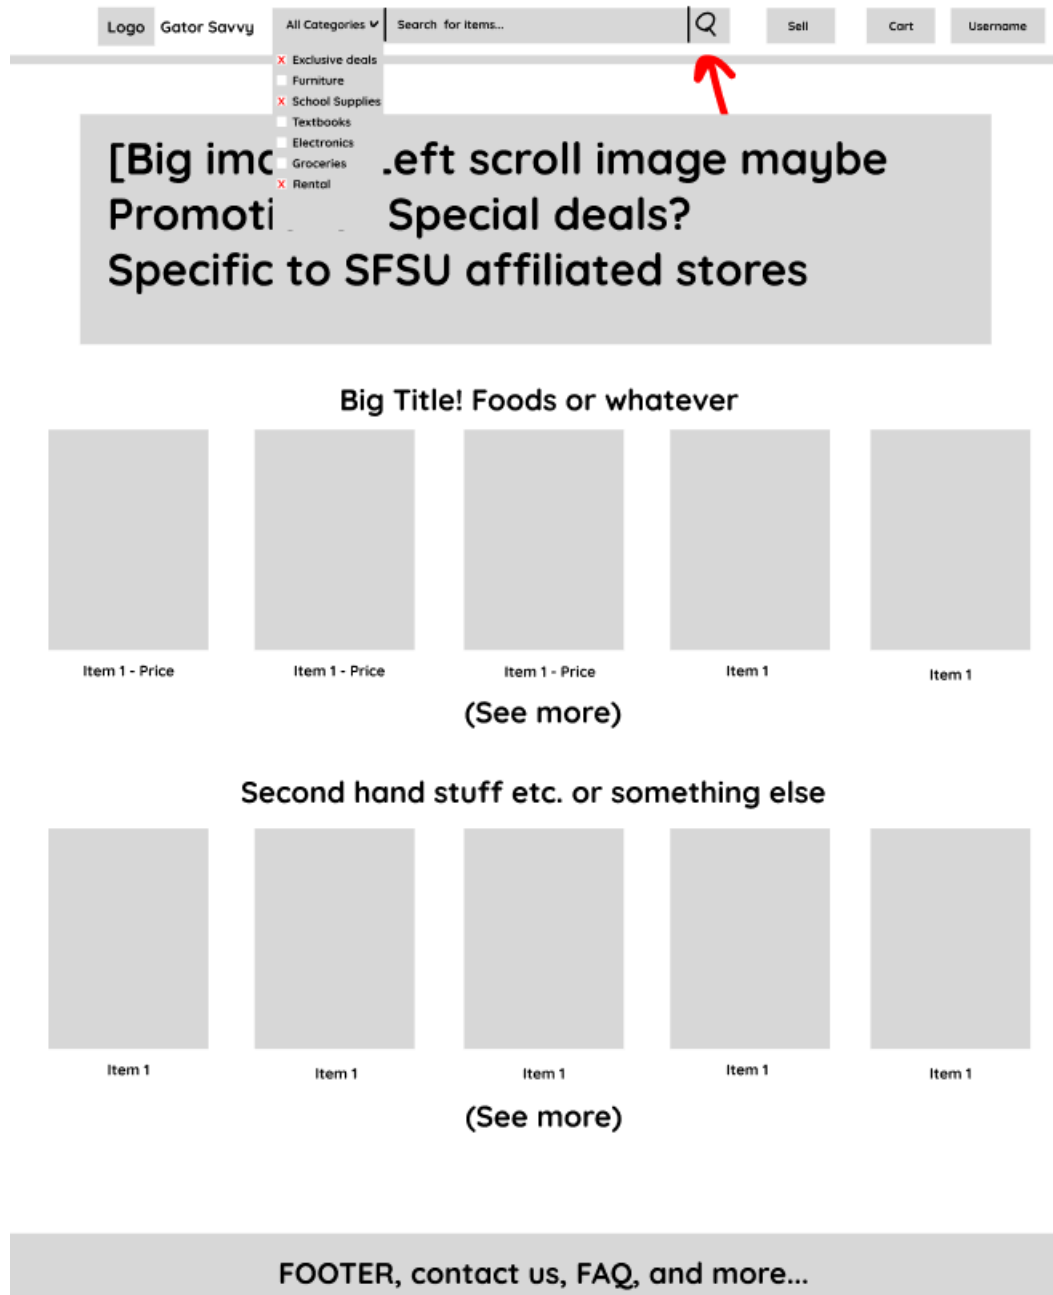 Logo Gator Savvy All Categories Search for items... Sell Cart Username
X Exclusive deals
Furniture
X School Supplies
Textbooks
Electronics
Groceries
X Rental
[Big eft scroll image maybe
Special deals?
Specific to SFSU affiliated stores
Big Title! Foods or whatever
Item 1 - Price Item 1 - Price Item 1 - Price Item 1 Item 1
(See more)
Second hand stuff etc. or something else
Item 1 Item 1 Item 1 Item 1 Item 1
(See more)
FOOTER, contact us, FAQ, and more...